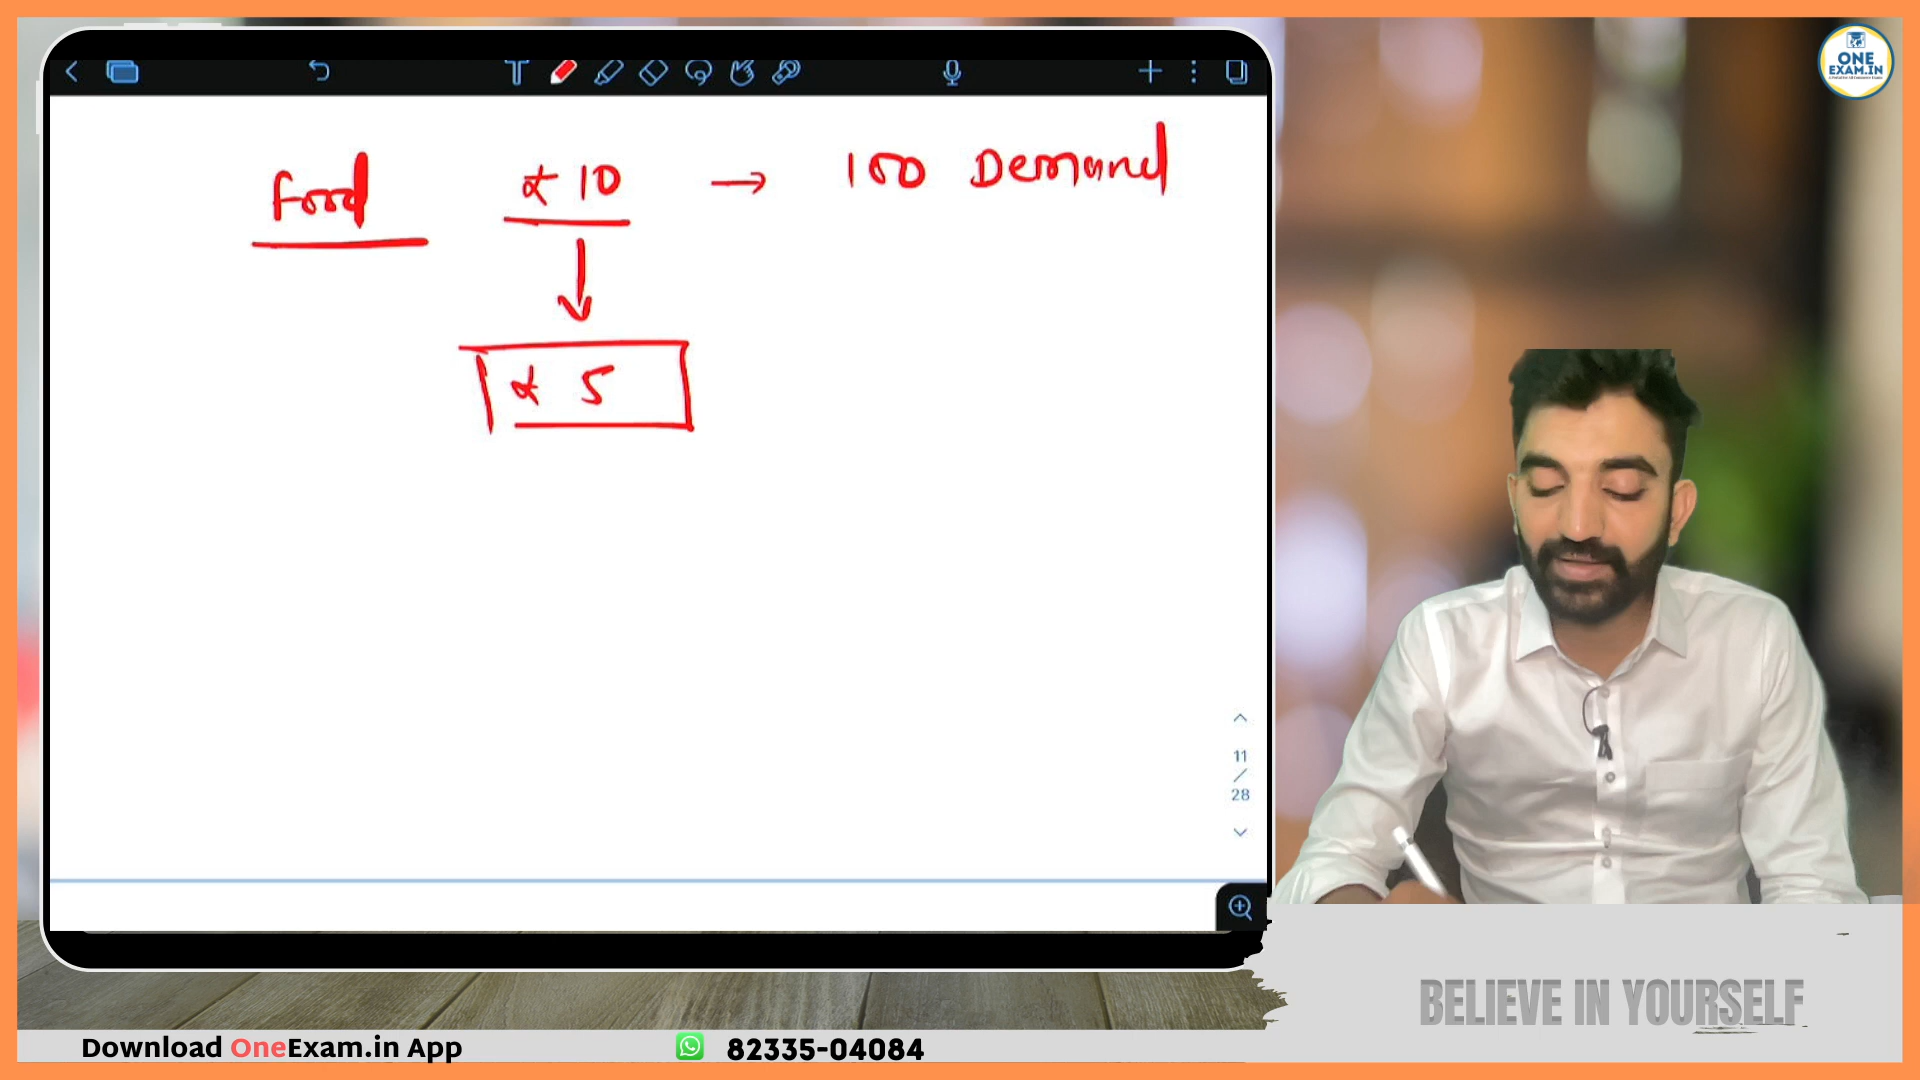 Food ₹ 10 → 100 Demand
↓
₹ 5
11
/
28
ONE
EXAM.IN
BELIEVE IN YOURSELF
Download OneExam.in App 82335-04084